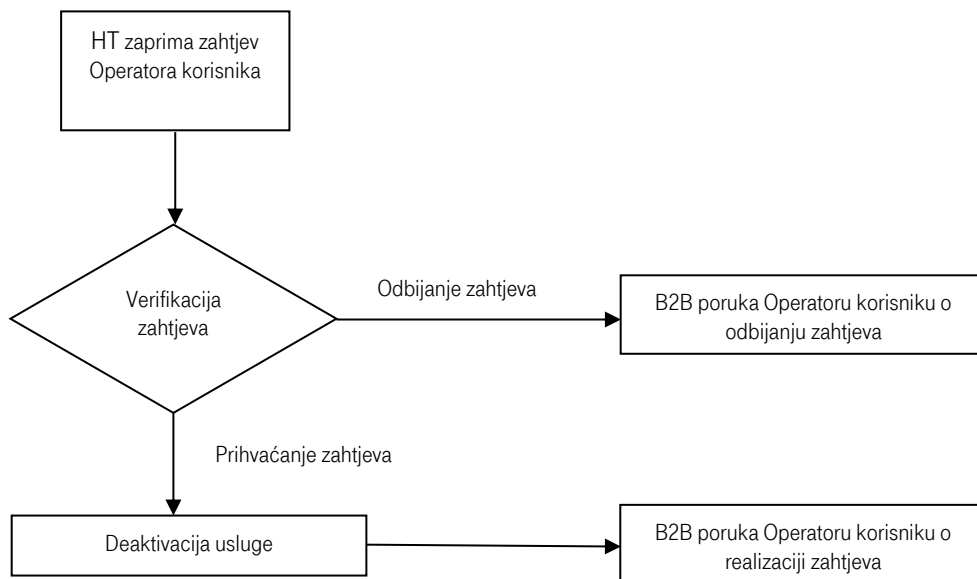 HT zaprima zahtjev
Operatora korisnika
Verifikacija
zahtjeva
Odbijanje zahtjeva
B2B poruka Operatoru korisniku o
odbijanju zahtjeva
Prihvaćanje zahtjeva
Deaktivacija usluge
B2B poruka Operatoru korisniku o
realizaciji zahtjeva